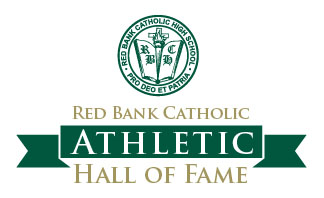 RED BANK CATHOLIC HIGH SCHOOL
R B C H
• PRO DEO ET PATRIA •
RED BANK CATHOLIC
ATHLETIC
HALL OF FAME